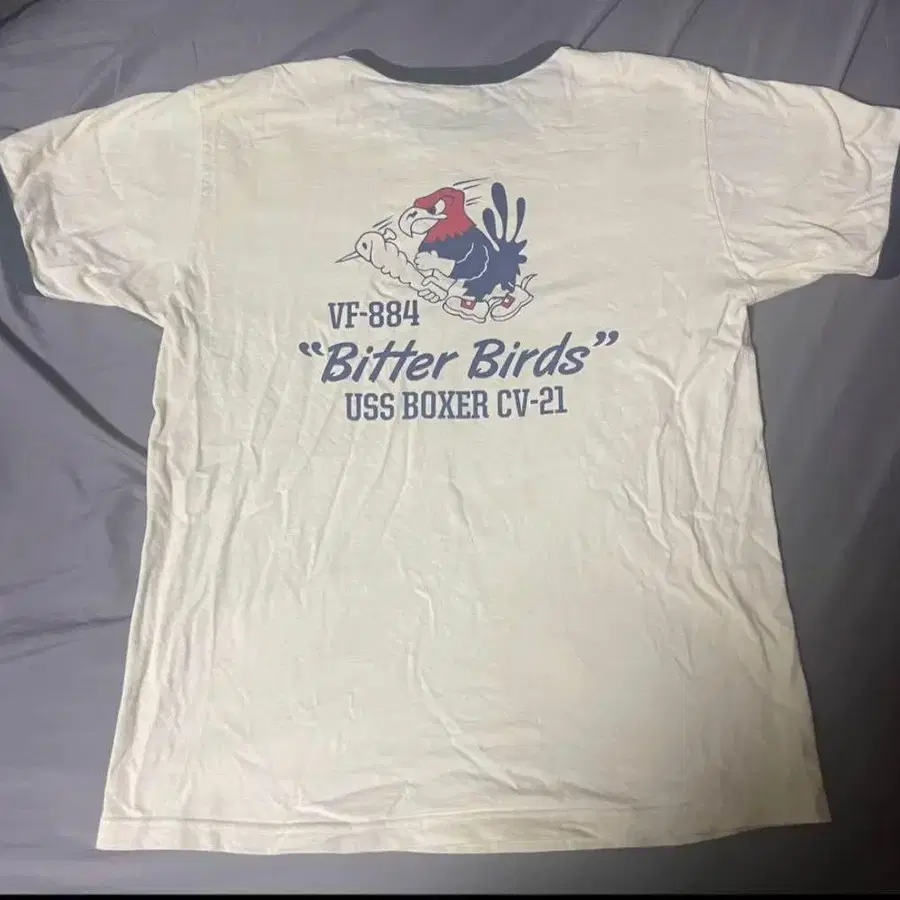 VF-884
“Bitter Birds”
USS BOXER CV-21